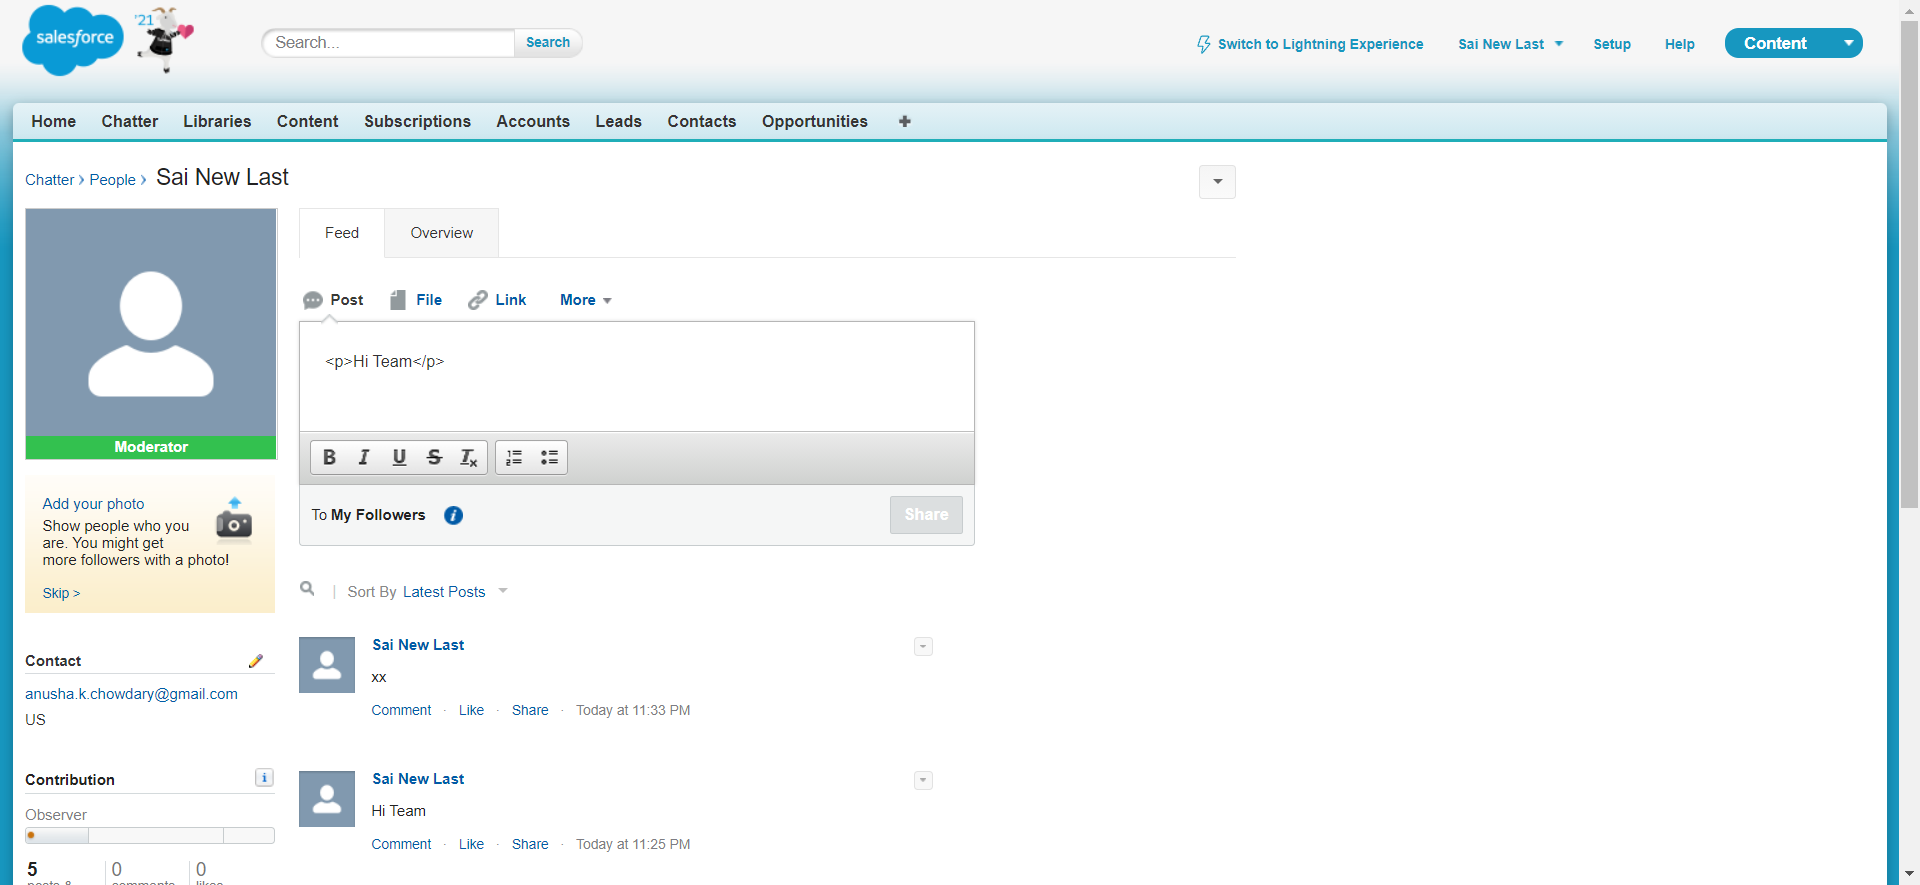 salesforce
'21
Search...
Search
Switch to Lightning Experience
Sai New Last
Setup
Help
Content
Home
Chatter
Libraries
Content
Subscriptions
Accounts
Leads
Contacts
Opportunities
+
Chatter › People › Sai New Last
Moderator
Add your photo
Show people who you
are. You might get
more followers with a photo!
Skip >
Contact
anusha.k.chowdary@gmail.com
US
Contribution
i
Observer
5
0
0
posts &
comments
likes
Feed
Overview
Post
File
Link
More
<p>Hi Team</p>
B I U S Tx
To My Followers
i
Share
| Sort By Latest Posts
Sai New Last
xx
Comment · Like · Share · Today at 11:33 PM
Sai New Last
Hi Team
Comment · Like · Share · Today at 11:25 PM